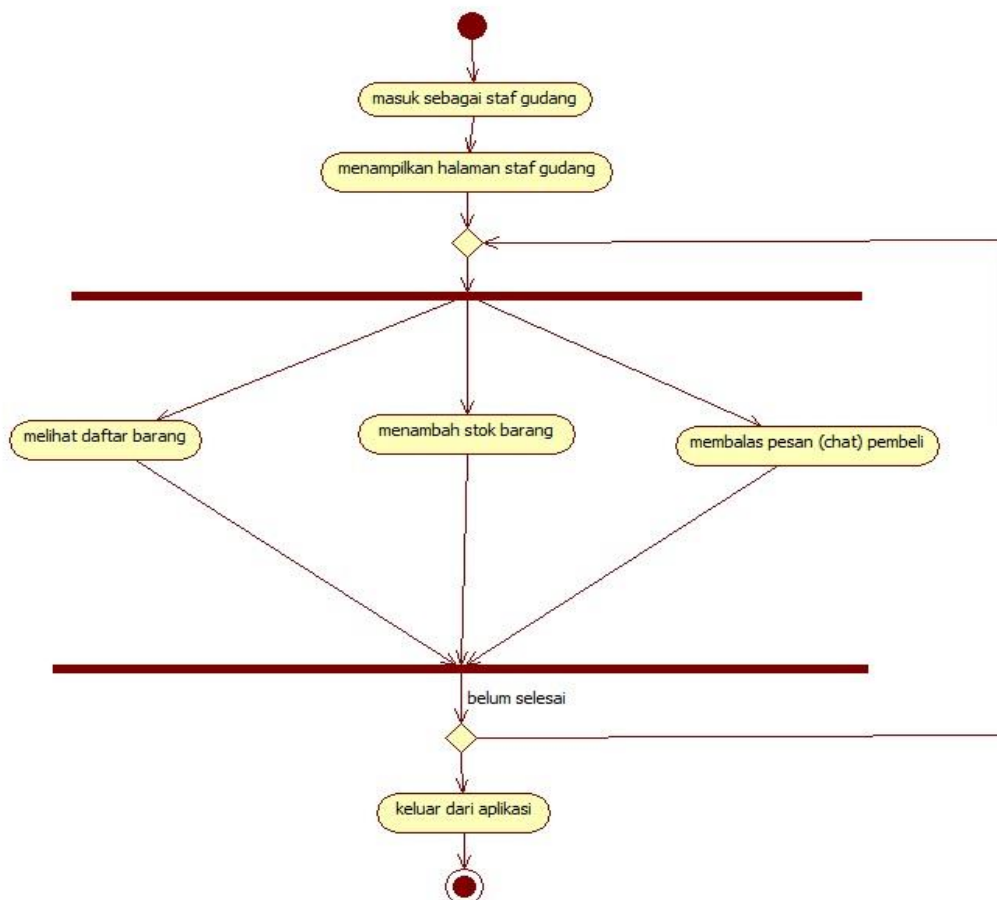 masuk sebagai staf gudang
menampilkan halaman staf gudang
melihat daftar barang
menambah stok barang
membalas pesan (chat) pembeli
belum selesai
keluar dari aplikasi